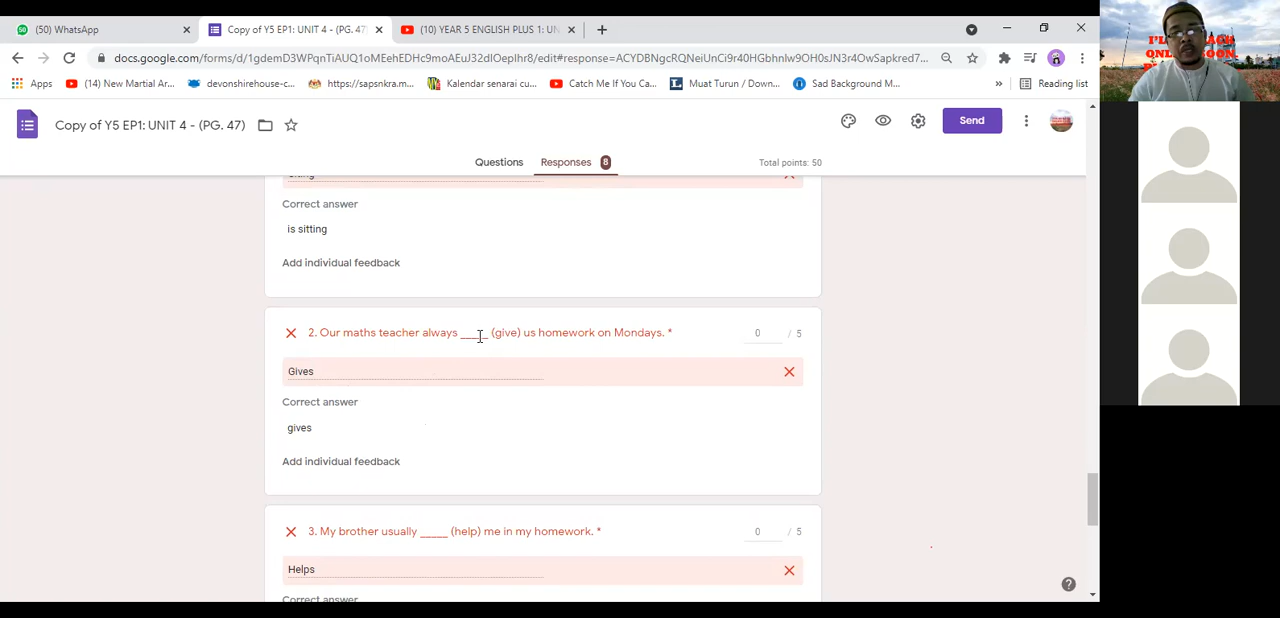 (50) WhatsApp
Copy of Y5 EP1: UNIT 4 - (PG. 47)
(10) YEAR 5 ENGLISH PLUS 1: UN
Apps
(14) New Martial Ar...
devonshirehouse-c...
https://sapsnkra.m...
Kalendar senarai cu...
Catch Me If You Ca...
Muat Turun / Down...
Sad Background M...
»
Reading list
Copy of Y5 EP1: UNIT 4 - (PG. 47)
Send
Questions
Responses 8
Total points: 50
Correct answer
is sitting
Add individual feedback
2. Our maths teacher always _____ (give) us homework on Mondays. *
0 / 5
Gives
Correct answer
gives
Add individual feedback
3. My brother usually _____ (help) me in my homework. *
0 / 5
Helps
Correct answer